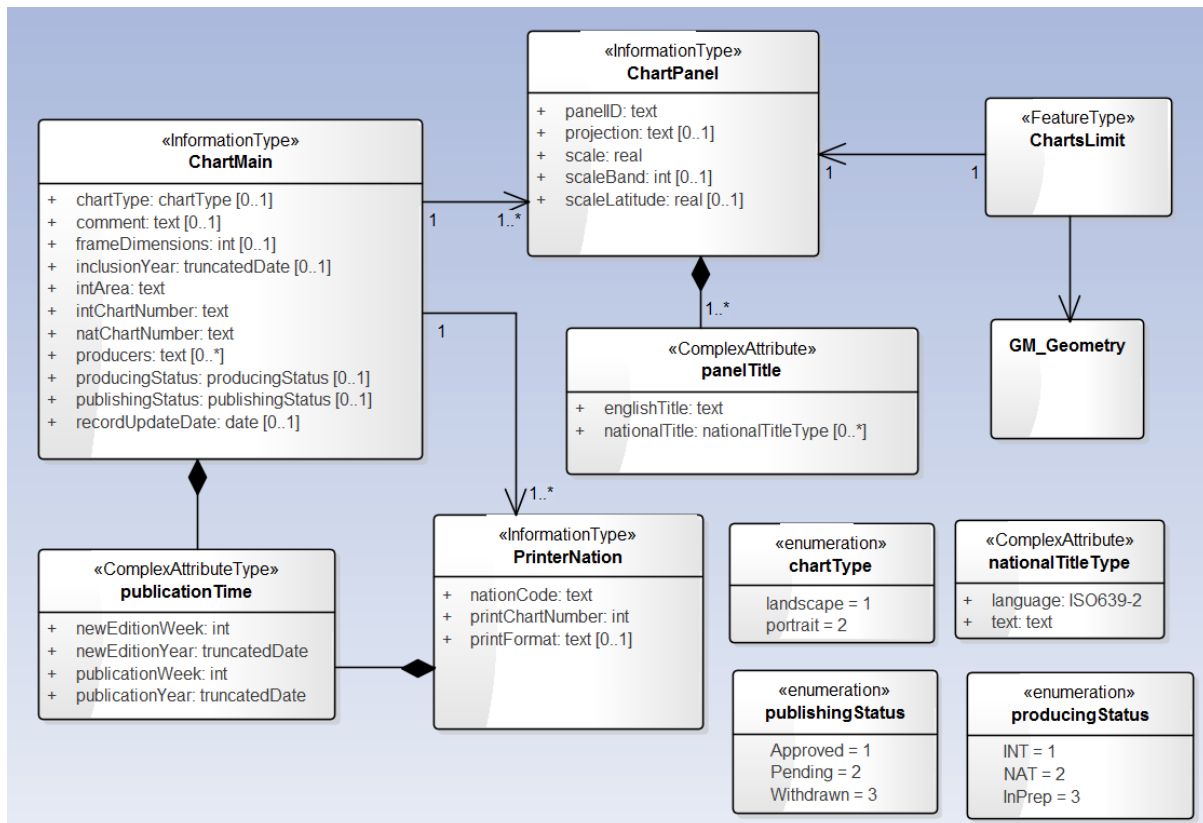 «InformationType»
ChartPanel
+ panelID: text
+ projection: text [0..1]
+ scale: real
+ scaleBand: int [0..1]
+ scaleLatitude: real [0..1]
«FeatureType»
ChartsLimit
«InformationType»
ChartMain
+ chartType: chartType [0..1]
+ comment: text [0..1]
+ frameDimensions: int [0..1]
+ inclusionYear: truncatedDate [0..1]
+ intArea: text
+ intChartNumber: text
+ natChartNumber: text
+ producers: text [0..*]
+ producingStatus: producingStatus [0..1]
+ publishingStatus: publishingStatus [0..1]
+ recordUpdateDate: date [0..1]
1
1..*
1
1
1
1..*
1..*
GM_Geometry
«ComplexAttribute»
panelTitle
+ englishTitle: text
+ nationalTitle: nationalTitleType [0..*]
«ComplexAttributeType»
publicationTime
+ newEditionWeek: int
+ newEditionYear: truncatedDate
+ publicationWeek: int
+ publicationYear: truncatedDate
«InformationType»
PrinterNation
+ nationCode: text
+ printChartNumber: int
+ printFormat: text [0..1]
«enumeration»
chartType
landscape = 1
portrait = 2
«ComplexAttribute»
nationalTitleType
+ language: ISO639-2
+ text: text
«enumeration»
publishingStatus
Approved = 1
Pending = 2
Withdrawn = 3
«enumeration»
producingStatus
INT = 1
NAT = 2
InPrep = 3